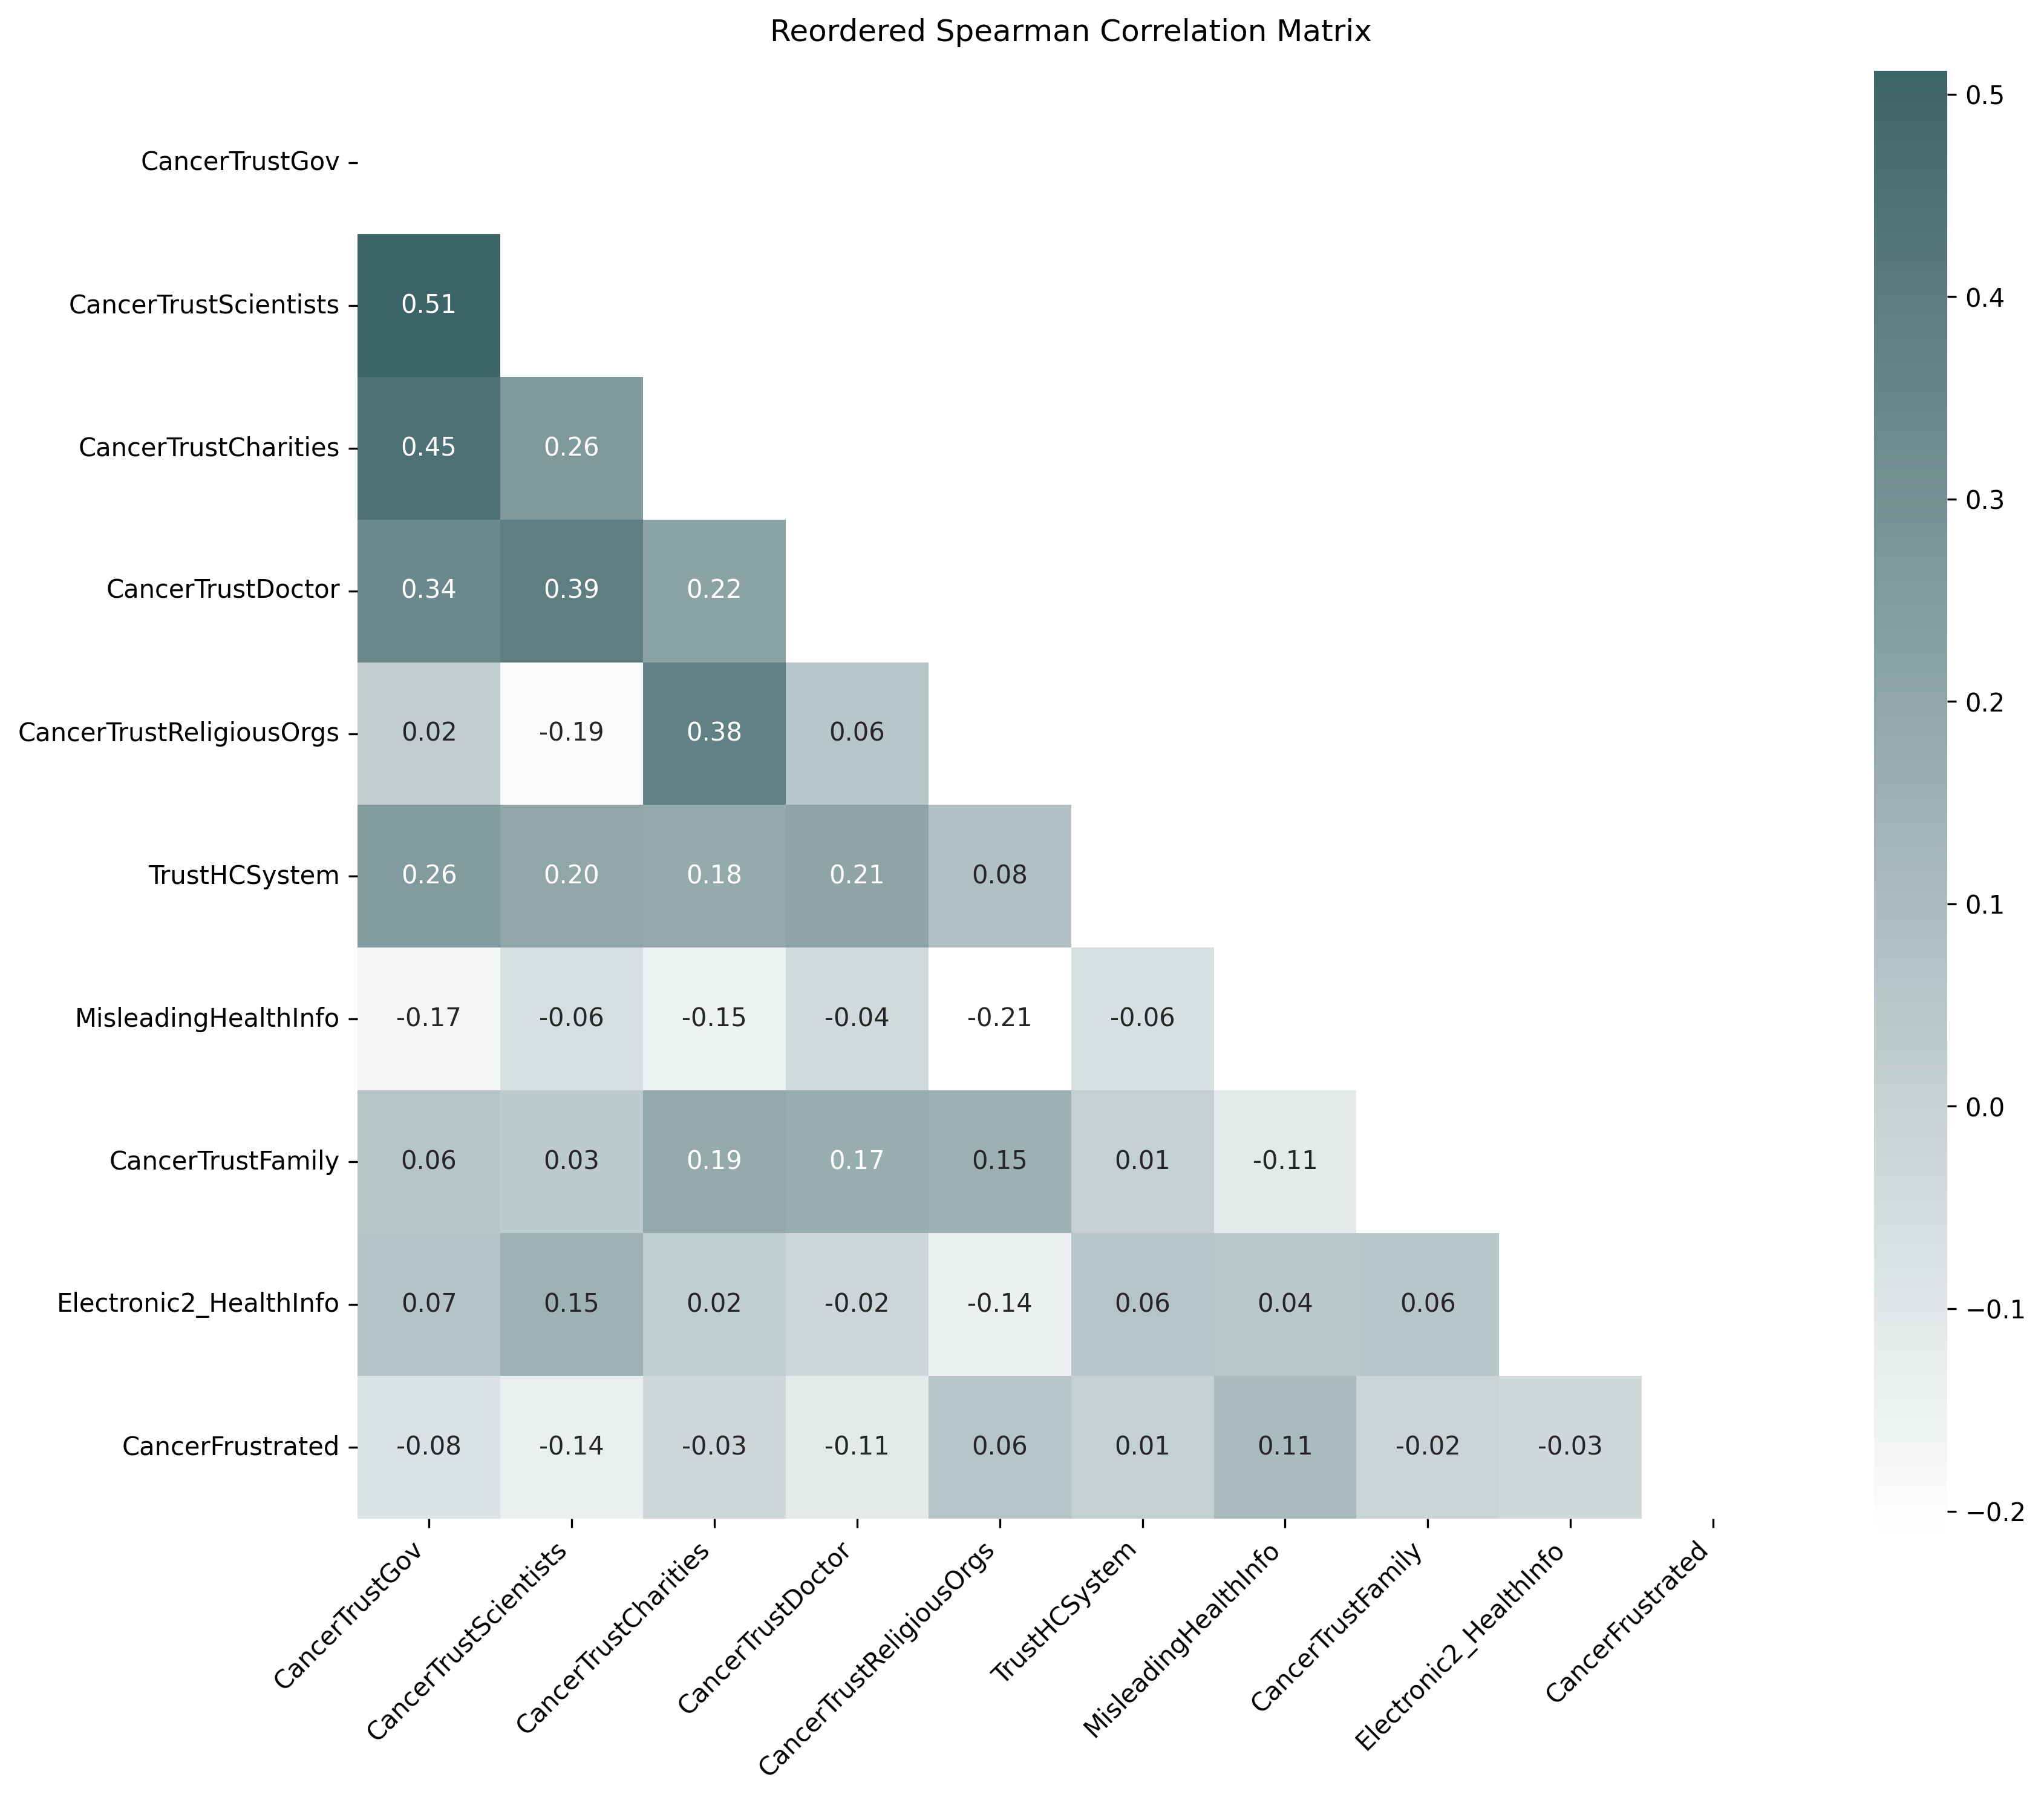 Reordered Spearman Correlation Matrix
CancerTrustGov
CancerTrustScientists 0.51
CancerTrustCharities 0.45 0.26
CancerTrustDoctor 0.34 0.39 0.22
CancerTrustReligiousOrgs 0.02 -0.19 0.38 0.06
TrustHCSystem 0.26 0.20 0.18 0.21 0.08
MisleadingHealthInfo -0.17 -0.06 -0.15 -0.04 -0.21 -0.06
CancerTrustFamily 0.06 0.03 0.19 0.17 0.15 0.01 -0.11
Electronic2_HealthInfo 0.07 0.15 0.02 -0.02 -0.14 0.06 0.04 0.06
CancerFrustrated -0.08 -0.14 -0.03 -0.11 0.06 0.01 0.11 -0.02 -0.03
CancerTrustGov
CancerTrustScientists
CancerTrustCharities
CancerTrustDoctor
CancerTrustReligiousOrgs
TrustHCSystem
MisleadingHealthInfo
CancerTrustFamily
Electronic2_HealthInfo
CancerFrustrated
0.5
0.4
0.3
0.2
0.1
0.0
−0.1
−0.2